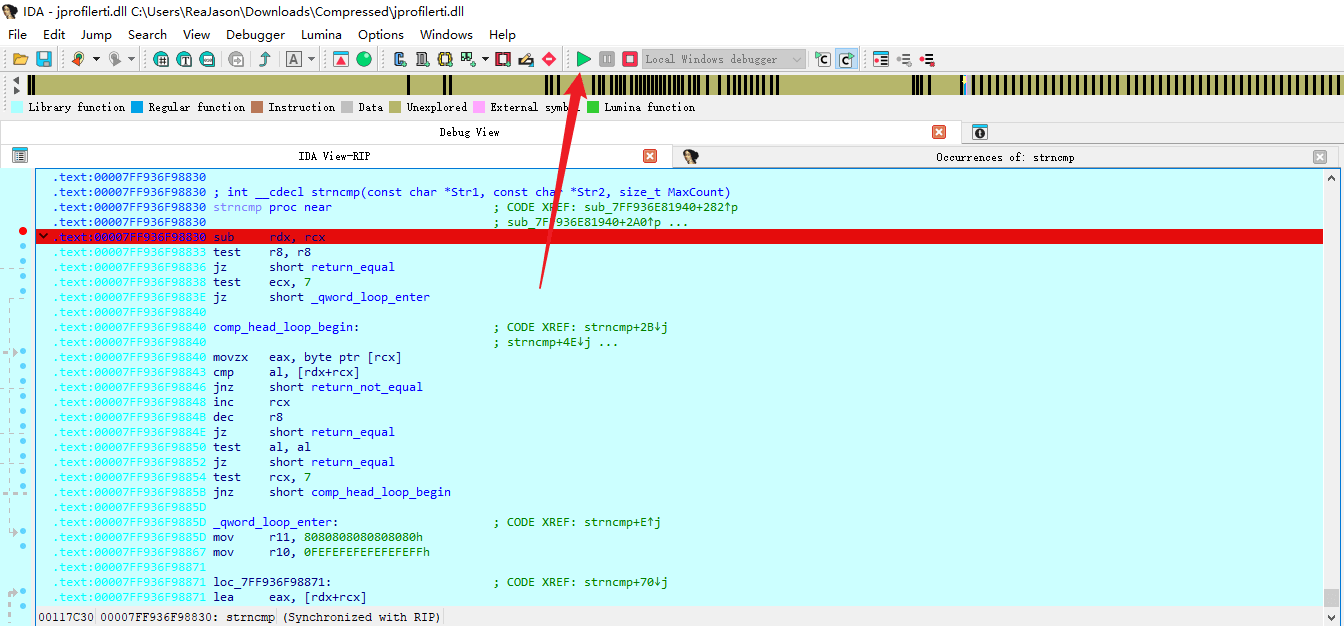 IDA - jprofilerti.dll C:\Users\ReaJason\Downloads\Compressed\jprofilerti.dll
File Edit Jump Search View Debugger Lumina Options Windows Help
Local Windows debugger
Library function Regular function Instruction Data Unexplored External symbol Lumina function
Debug View
IDA View-RIP Occurrences of: strncmp
.text:00007FF936F98830
.text:00007FF936F98830 ; int __cdecl strncmp(const char *Str1, const char *Str2, size_t MaxCount)
.text:00007FF936F98830 strncmp proc near ; CODE XREF: sub_7FF936E81940+282↑p
.text:00007FF936F98830 ; sub_7FF936E81940+2A0↑p ...
.text:00007FF936F98830 sub rdx, rcx
.text:00007FF936F98833 test r8, r8
.text:00007FF936F98836 jz short return_equal
.text:00007FF936F98838 test ecx, 7
.text:00007FF936F9883E jz short _qword_loop_enter
.text:00007FF936F98840
.text:00007FF936F98840 comp_head_loop_begin: ; CODE XREF: strncmp+2B↓j
.text:00007FF936F98840 ; strncmp+4E↓j ...
.text:00007FF936F98840 movzx eax, byte ptr [rcx]
.text:00007FF936F98843 cmp al, [rdx+rcx]
.text:00007FF936F98846 jnz short return_not_equal
.text:00007FF936F98848 inc rcx
.text:00007FF936F9884B dec r8
.text:00007FF936F9884E jz short return_equal
.text:00007FF936F98850 test al, al
.text:00007FF936F98852 jz short return_equal
.text:00007FF936F98854 test rcx, 7
.text:00007FF936F9885B jnz short comp_head_loop_begin
.text:00007FF936F9885D
.text:00007FF936F9885D _qword_loop_enter: ; CODE XREF: strncmp+E↑j
.text:00007FF936F9885D mov r11, 8080808080808080h
.text:00007FF936F98867 mov r10, 0FEFEFEFEFEFEFEFFh
.text:00007FF936F98871
.text:00007FF936F98871 loc_7FF936F98871: ; CODE XREF: strncmp+70↓j
.text:00007FF936F98871 lea eax, [rdx+rcx]
00117C30 00007FF936F98830: strncmp (Synchronized with RIP)